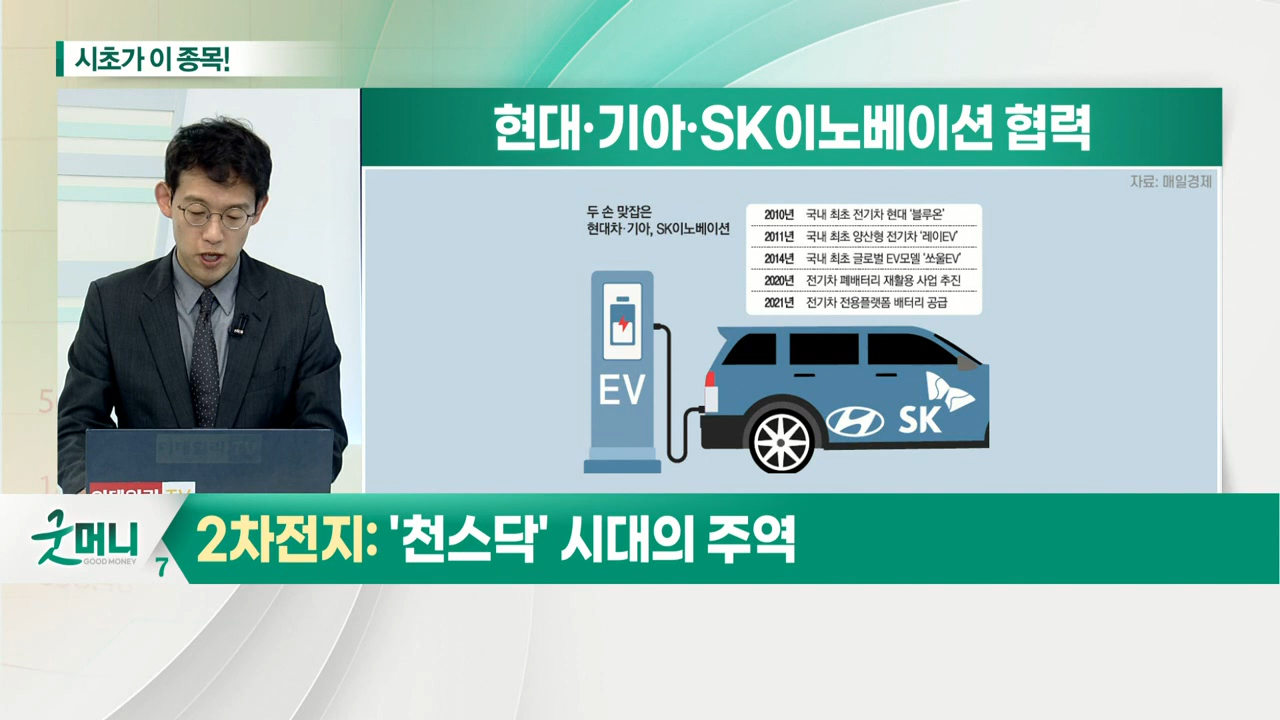 시초가 이 종목!
현대·기아·SK이노베이션 협력
자료: 매일경제
두 손 맞잡은
현대차·기아, SK이노베이션
2010년 국내 최초 전기차 현대 '블루온'
2011년 국내 최초 양산형 전기차 '레이EV'
2014년 국내 최초 글로벌 EV모델 '쏘울EV'
2020년 전기차 폐배터리 재활용 사업 추진
2021년 전기차 전용플랫폼 배터리 공급
EV
SK
굿머니
GOOD MONEY
7
2차전지: '천스닥' 시대의 주역